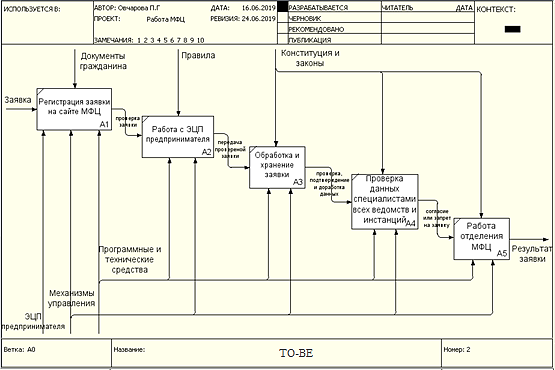 ИСПОЛЬЗУЕТСЯ В:
АВТОР: Овчарова П.Г
ДАТА: 16.06.2019
РАЗРАБАТЫВАЕТСЯ
ЧИТАТЕЛЬ
ДАТА
КОНТЕКСТ:
ПРОЕКТ: Работа МФЦ
РЕВИЗИЯ: 24.06.2019
ЧЕРНОВИК
РЕКОМЕНДОВАНО
ЗАМЕЧАНИЯ: 1 2 3 4 5 6 7 8 9 10
ПУБЛИКАЦИЯ
Документы
гражданина
Правила
Конституция и
законы
Заявка
Регистрация заявки
на сайте МФЦ
A1
проверка
заявки
Работа с ЭЦП
предпринимателя
A2
передача
проверенной
заявки
Обработка и
хранение
заявки
A3
проверка,
подтверждение
и доработка
данных
Проверка
данных
специалистами
всех ведомств и
инстанций
A4
согласие
или запрет
на заявку
Работа
отделения
МФЦ
A5
Результат
заявки
Программные и
технические
средства
Механизмы
управления
ЭЦП
предпринимателя
Ветка: A0
Название:
TO-BE
Номер: 2